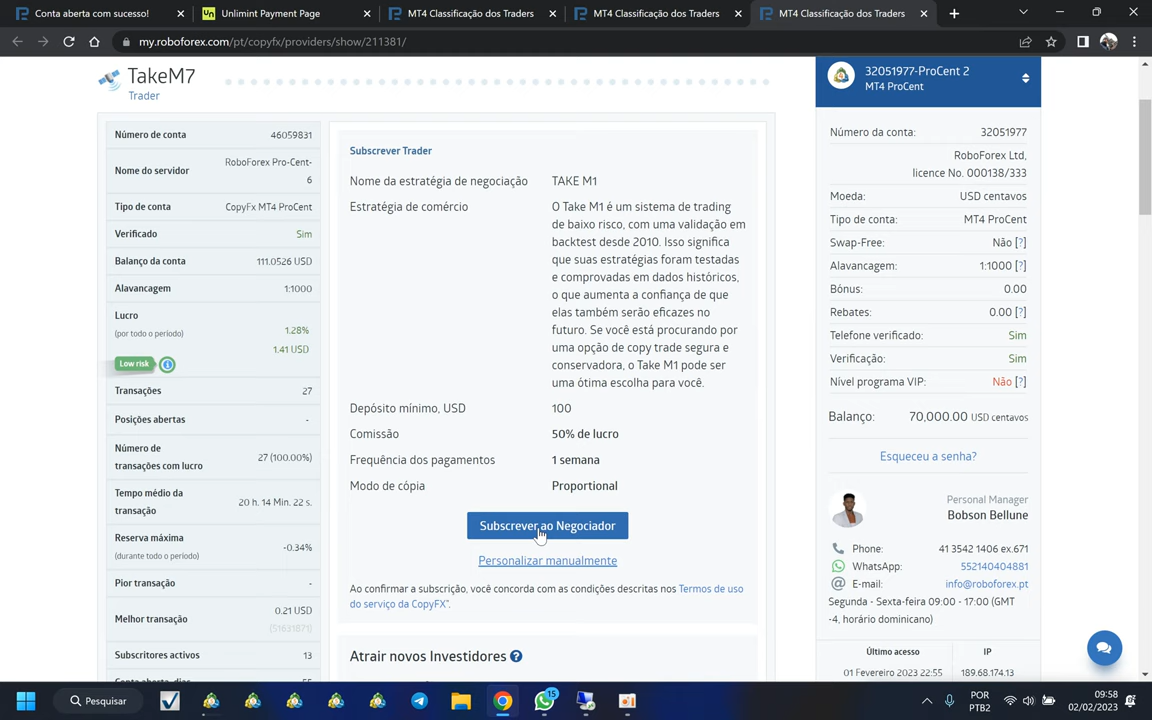 Conta aberta com sucesso!
Unlimint Payment Page
MT4 Classificação dos Traders
MT4 Classificação dos Traders
MT4 Classificação dos Traders
my.roboforex.com/pt/copyfx/providers/show/211381/
TakeM7
Trader
Número de conta 46059831
Nome do servidor RoboForex Pro-Cent-
6
Tipo de conta CopyFx MT4 ProCent
Verificado Sim
Balanço da conta 111.0526 USD
Alavancagem 1:1000
Lucro
(por todo o período) 1.28%
1.41 USD
Low risk
Transações 27
Posições abertas -
Número de
transações com lucro 27 (100.00%)
Tempo médio da
transação 20 h. 14 Min. 22 s.
Reserva máxima
(durante todo o período) -0.34%
Pior transação -
Melhor transação 0.21 USD
(51631871)
Subscritores activos 13
Conta aberta, dias 55
Subscrever Trader
Nome da estratégia de negociação TAKE M1
Estratégia de comércio O Take M1 é um sistema de trading
de baixo risco, com uma validação em
backtest desde 2010. Isso significa
que suas estratégias foram testadas
e comprovadas em dados históricos,
o que aumenta a confiança de que
elas também serão eficazes no
futuro. Se você está procurando por
uma opção de copy trade segura e
conservadora, o Take M1 pode ser
uma ótima escolha para você.
Depósito mínimo, USD 100
Comissão 50% de lucro
Frequência dos pagamentos 1 semana
Modo de cópia Proportional
Subscrever ao Negociador
Personalizar manualmente
Ao confirmar a subscrição, você concorda com as condições descritas nos Termos de uso
do serviço da CopyFX".
Atrair novos Investidores ?
32051977-ProCent 2
MT4 ProCent
Número da conta: 32051977
RoboForex Ltd,
licence No. 000138/333
Moeda: USD centavos
Tipo de conta: MT4 ProCent
Swap-Free: Não [?]
Alavancagem: 1:1000 [?]
Bónus: 0.00
Rebates: 0.00 [?]
Telefone verificado: Sim
Verificação: Sim
Nível programa VIP: Não [?]
Balanço: 70,000.00 USD centavos
Esqueceu a senha?
Personal Manager
Bobson Bellune
Phone: 41 3542 1406 ex.671
WhatsApp: 552140404881
E-mail: info@roboforex.pt
Segunda - Sexta-feira 09:00 - 17:00 (GMT
-4, horário dominicano)
Último acesso IP
01 Fevereiro 2023 22:55 189.68.174.13
Pesquisar
15
POR
PTB2
09:58
02/02/2023